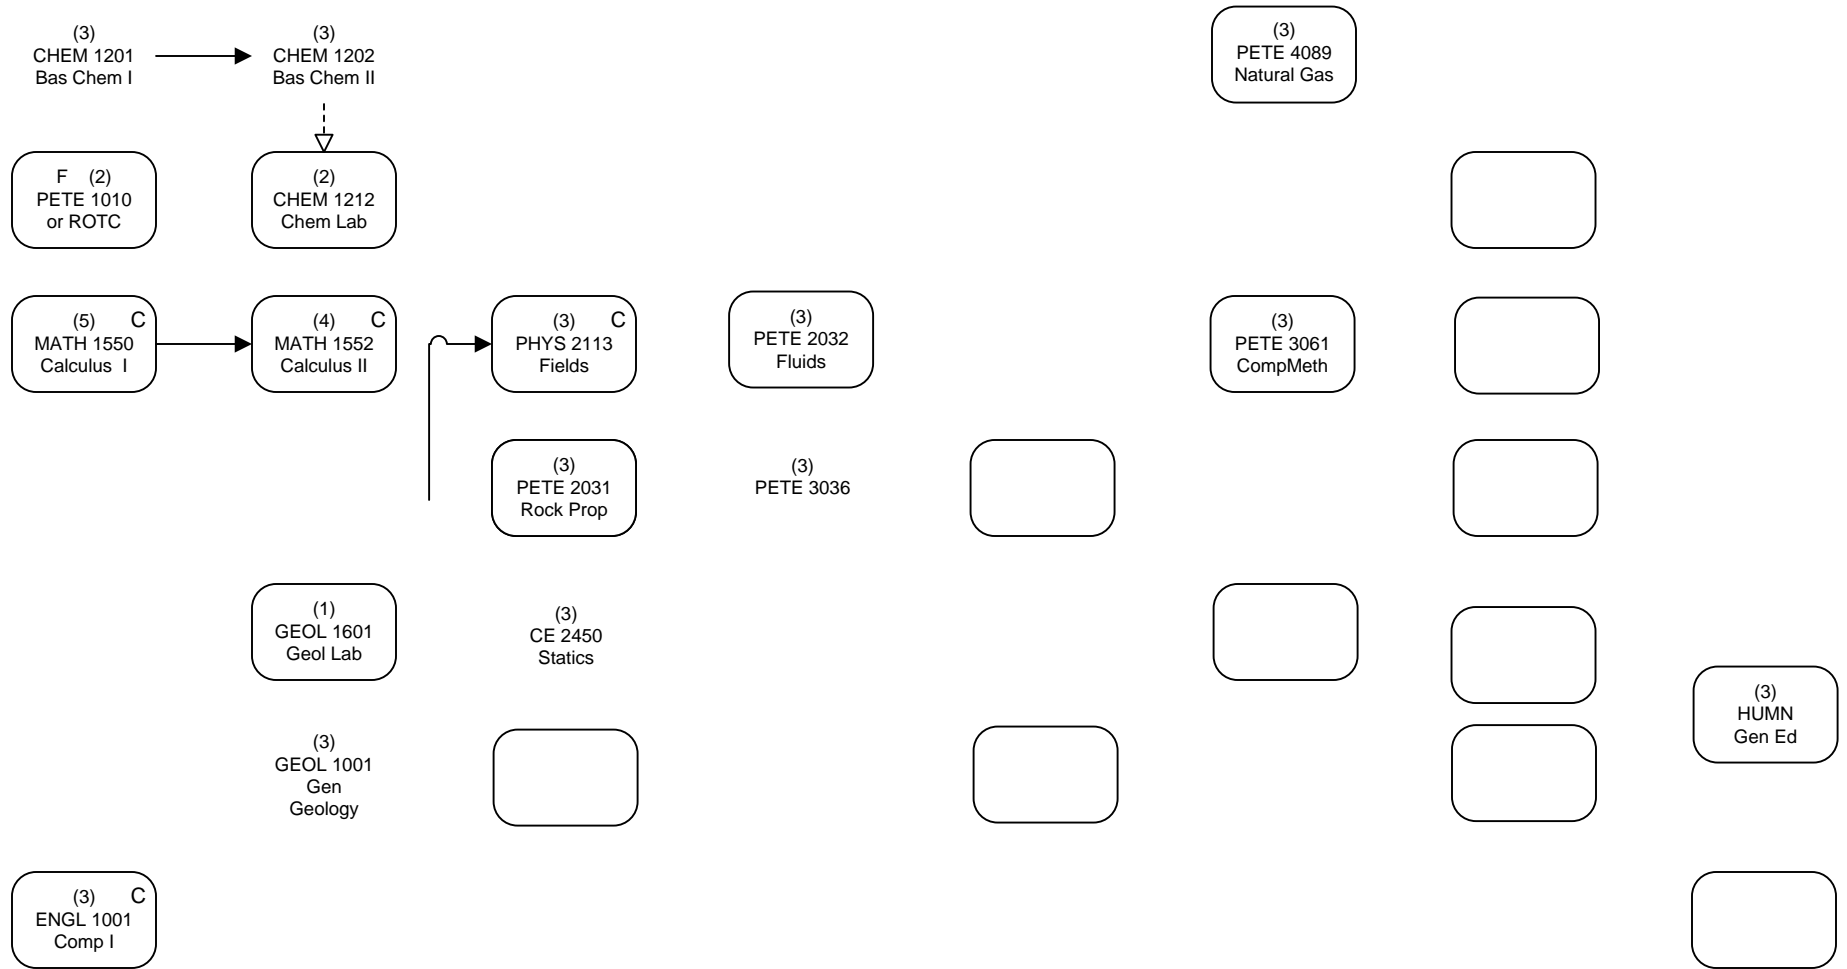 (3)
CHEM 1201
Bas Chem I
(3)
CHEM 1202
Bas Chem II
(3)
PETE 4089
Natural Gas
F (2)
PETE 1010
or ROTC
(2)
CHEM 1212
Chem Lab
(5) C
MATH 1550
Calculus I
(4) C
MATH 1552
Calculus II
(3) C
PHYS 2113
Fields
(3)
PETE 2032
Fluids
(3)
PETE 3061
CompMeth
(3)
PETE 2031
Rock Prop
(3)
PETE 3036
(1)
GEOL 1601
Geol Lab
(3)
CE 2450
Statics
(3)
HUMN
Gen Ed
(3)
GEOL 1001
Gen
Geology
(3) C
ENGL 1001
Comp I